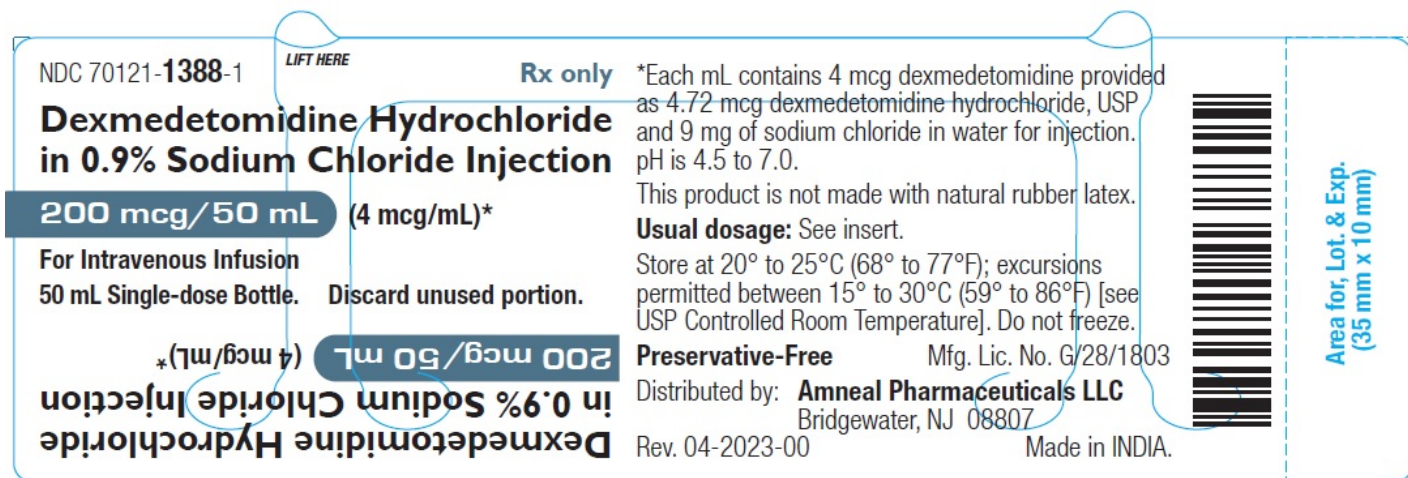 NDC 70121-1388-1
LIFT HERE
Rx only
Dexmedetomidine Hydrochloride
in 0.9% Sodium Chloride Injection
200 mcg/50 mL (4 mcg/mL)*
For Intravenous Infusion
50 mL Single-dose Bottle. Discard unused portion.
Dexmedetomidine Hydrochloride
in 0.9% Sodium Chloride Injection
200 mcg/50 mL (4 mcg/mL)*
*Each mL contains 4 mcg dexmedetomidine provided
as 4.72 mcg dexmedetomidine hydrochloride, USP
and 9 mg of sodium chloride in water for injection.
pH is 4.5 to 7.0.
This product is not made with natural rubber latex.
Usual dosage: See insert.
Store at 20° to 25°C (68° to 77°F); excursions
permitted between 15° to 30°C (59° to 86°F) [see
USP Controlled Room Temperature]. Do not freeze.
Preservative-Free Mfg. Lic. No. G/28/1803
Distributed by: Amneal Pharmaceuticals LLC
Bridgewater, NJ 08807
Rev. 04-2023-00 Made in INDIA.
Area for, Lot. & Exp.
(35 mm x 10 mm)